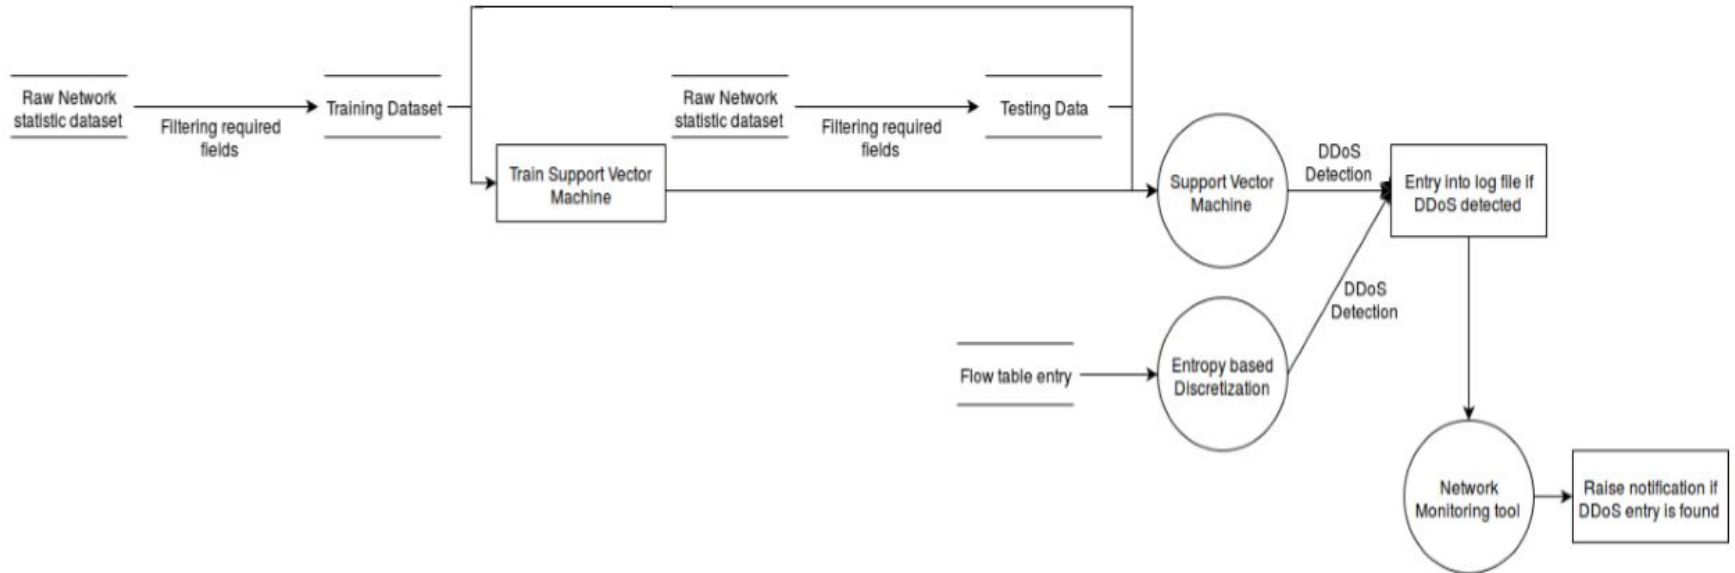 Raw Network
statistic dataset
Filtering required
fields
Training Dataset
Train Support Vector
Machine
Raw Network
statistic dataset
Filtering required
fields
Testing Data
Support Vector
Machine
DDoS
Detection
Entry into log file if
DDoS detected
DDoS
Detection
Flow table entry
Entropy based
Discretization
Network
Monitoring tool
Raise notification if
DDoS entry is found